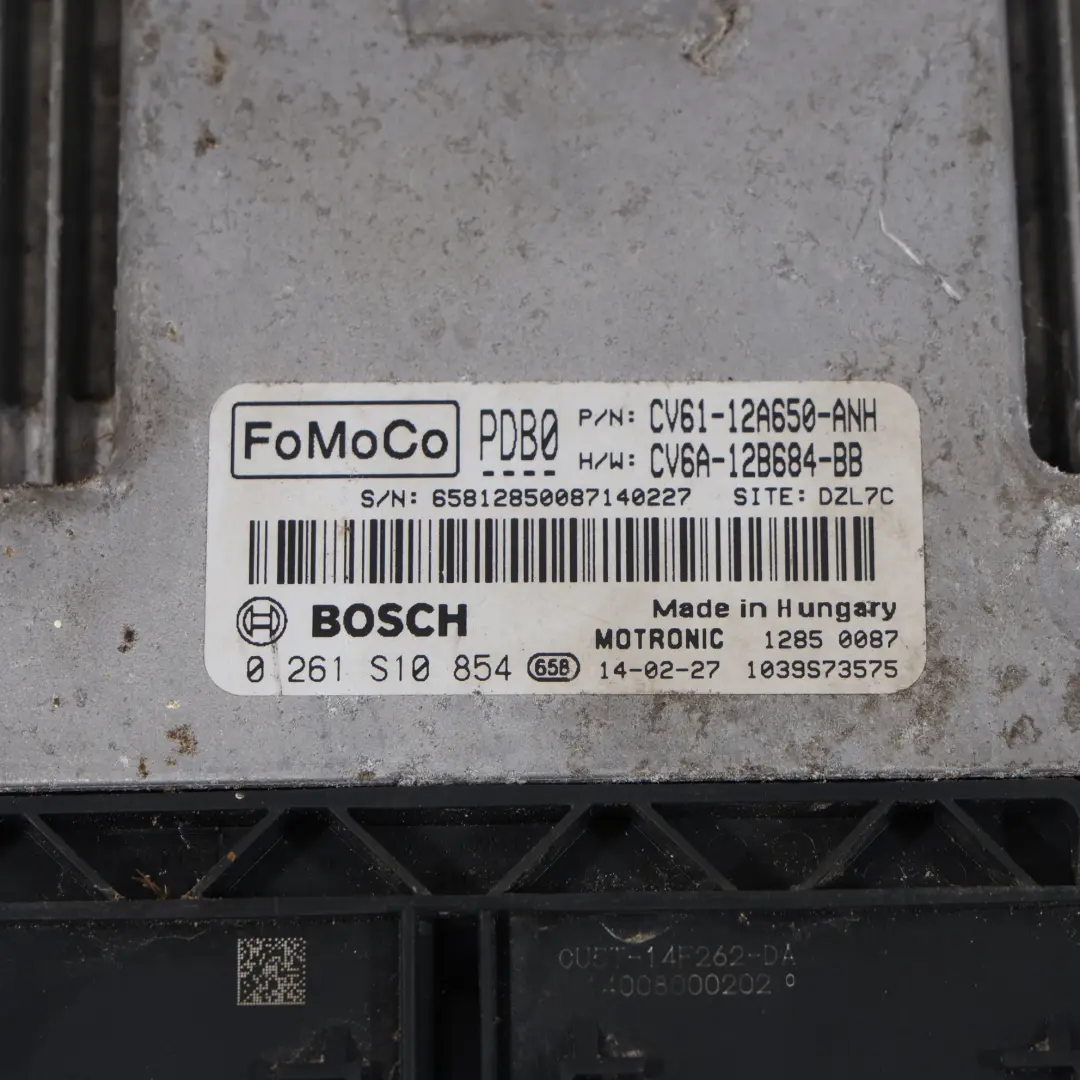 FoMoCo PDB0 P/N: CV61-12A650-ANH
H/W: CV6A-12B684-BB
S/N: 65812850087140227 SITE: DZL7C
BOSCH Made in Hungary
MOTRONIC 1285 0087
0 261 S10 854 658 14-02-27 1039S73575
CU5T-14F262-DA
4008000202